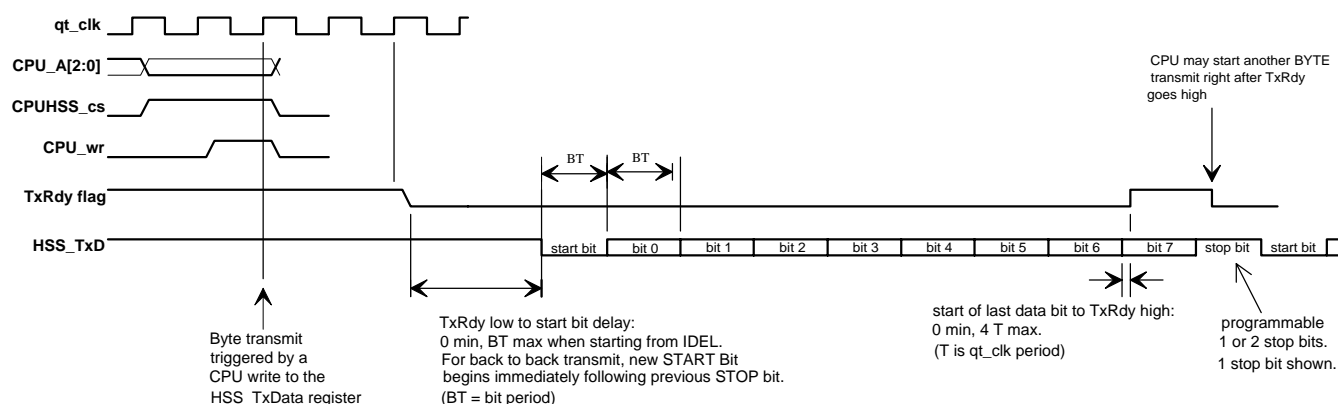 qt_clk
CPU_A[2:0]
CPUHSS_cs
CPU_wr
TxRdy flag
HSS_TxD
CPU may start another BYTE
transmit right after TxRdy
goes high
BT
BT
start bit
bit 0
bit 1
bit 2
bit 3
bit 4
bit 5
bit 6
bit 7
stop bit
start bit
Byte transmit
triggered by a
CPU write to the
HSS_TxData register
TxRdy low to start bit delay:
0 min, BT max when starting from IDEL.
For back to back transmit, new START Bit
begins immediately following previous STOP bit.
(BT = bit period)
start of last data bit to TxRdy high:
0 min, 4 T max.
(T is qt_clk period)
programmable
1 or 2 stop bits.
1 stop bit shown.